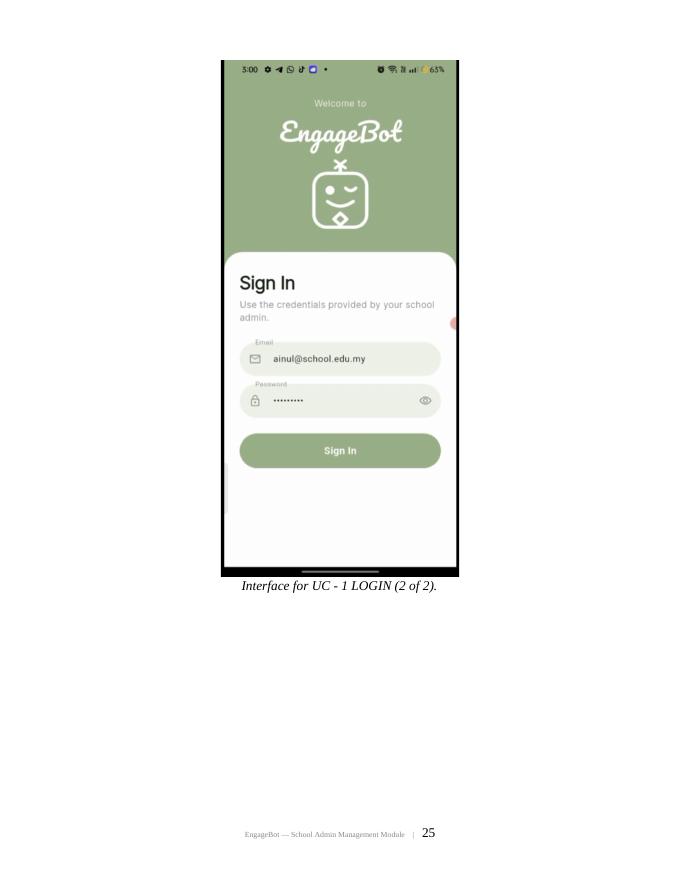 3:00 63%
Welcome to
EngageBot
Sign In
Use the credentials provided by your school
admin.
Email
ainul@school.edu.my
Password
•••••••••
Sign In
Interface for UC - 1 LOGIN (2 of 2).
EngageBot — School Admin Management Module | 25